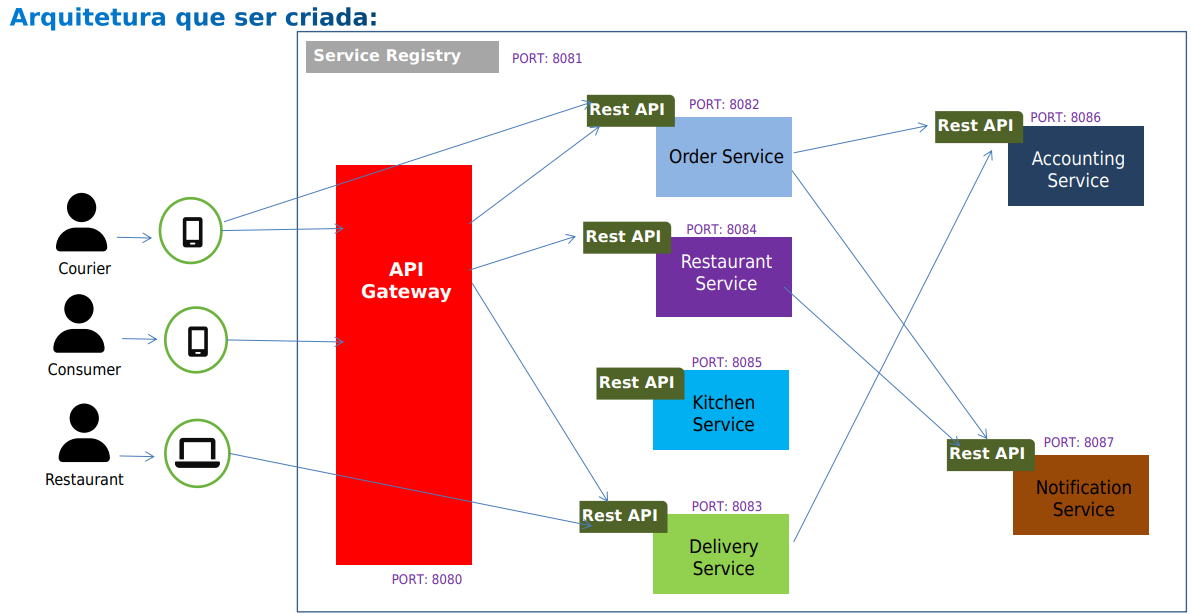 Arquitetura que ser criada:
Service Registry
PORT: 8081
Rest API
PORT: 8082
Order Service
Rest API
PORT: 8086
Accounting
Service
Courier
Consumer
Restaurant
API
Gateway
PORT: 8080
Rest API
PORT: 8084
Restaurant
Service
Rest API
PORT: 8085
Kitchen
Service
Rest API
PORT: 8083
Delivery
Service
Rest API
PORT: 8087
Notification
Service